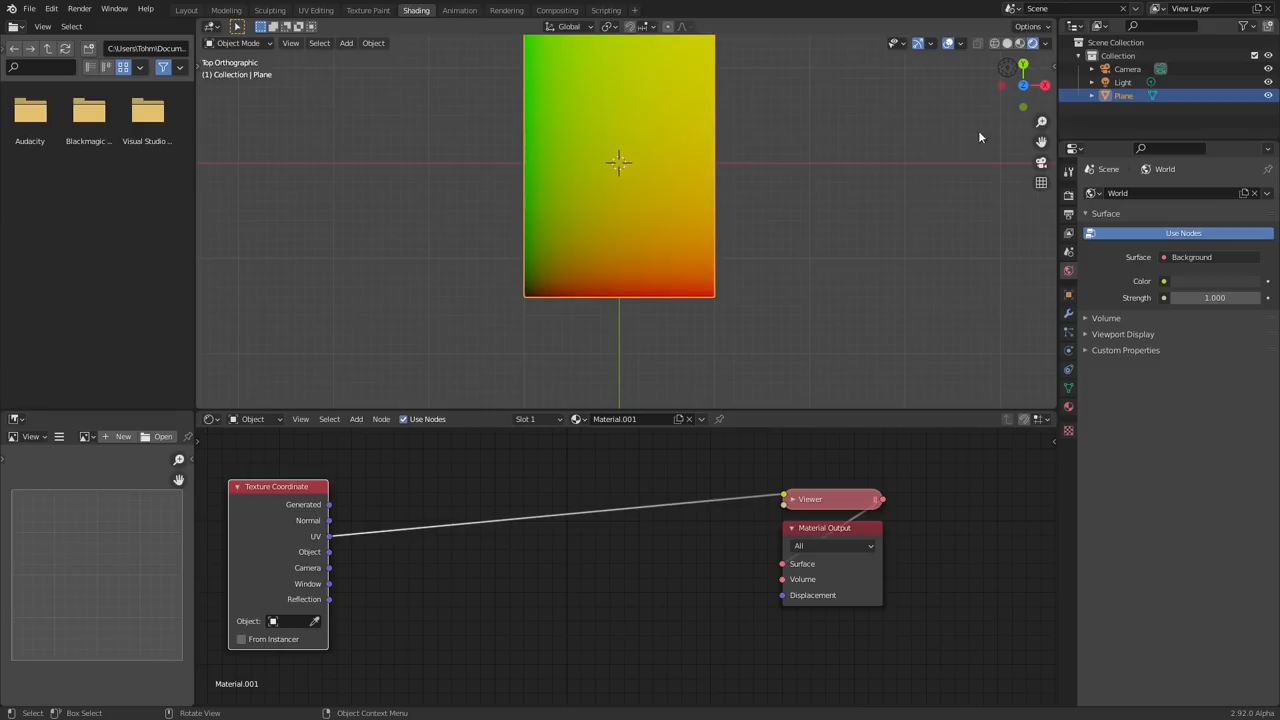 File Edit Render Window Help Layout Modeling Sculpting UV Editing Texture Paint Shading Animation Rendering Compositing Scripting + Scene View Layer
Global Options
View Select C:\Users\Tohm\Docum... Object Mode View Select Add Object
Audacity Blackmagic ... Visual Studio ...
Top Orthographic
(1) Collection | Plane
Y
Z
X
Scene Collection
Collection
Camera
Light
Plane
Scene World
World
Surface
Use Nodes
Surface Background
Color
Strength 1.000
Volume
Viewport Display
Custom Properties
View New Open
Object View Select Add Node Use Nodes Slot 1 Material.001
Texture Coordinate
Generated
Normal
UV
Object
Camera
Window
Reflection
Object:
From Instancer
Viewer
Material Output
All
Surface
Volume
Displacement
Material.001
Select Box Select Rotate View Object Context Menu 2.92.0 Alpha